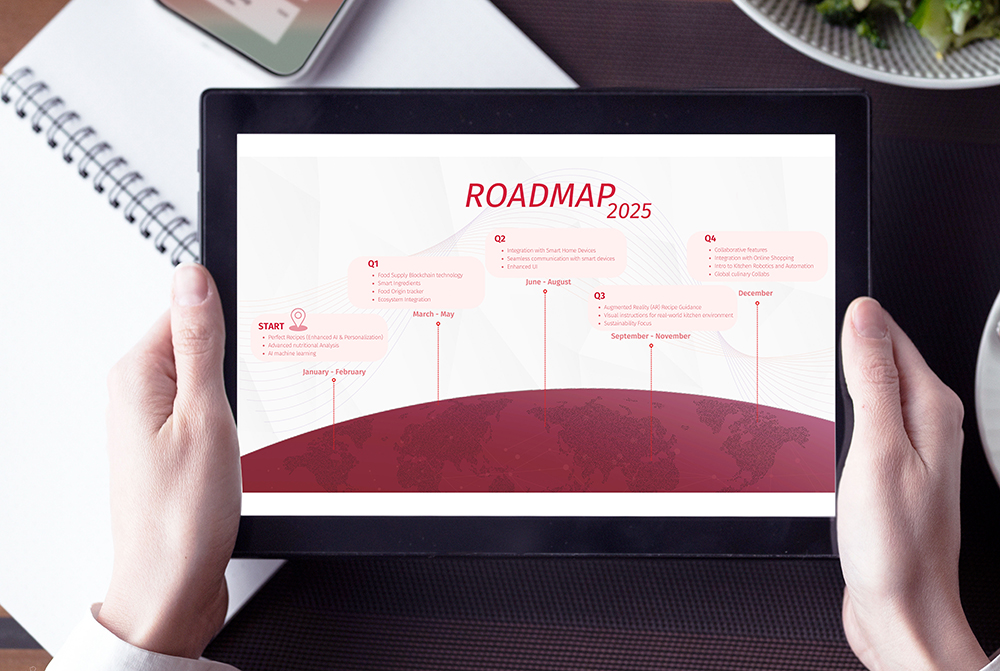 ROADMAP
2025
START
• Perfect Recipes (Enhanced AI & Personalization)
• Advanced nutritional Analysis
• AI machine learning
January - February
Q1
• Food Supply Blockchain technology
• Smart Ingredients
• Food Origin tracker
• Ecosystem integration
March - May
Q2
• Integration with Smart Home Devices
• Seamless communication with smart devices
• Enhanced UI
June - August
Q3
• Augmented Reality (AR) Recipe Guidance
• Visual instructions for real-world kitchen environment
• Sustainability Focus
September - November
Q4
• Collaborative features
• Integration with Online Shopping
• Intro to Kitchen Robotics and Automation
• Global culinary Collabs
December